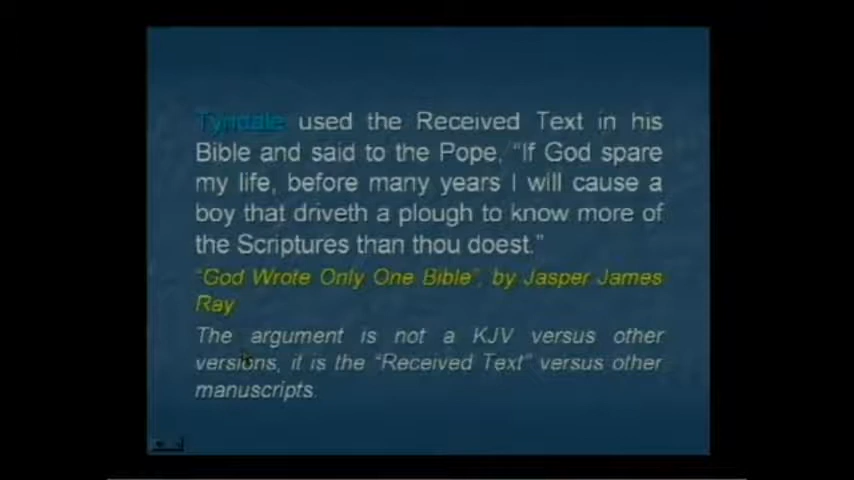 Tyndale used the Received Text in his
Bible and said to the Pope, “If God spare
my life, before many years I will cause a
boy that driveth a plough to know more of
the Scriptures than thou doest.”
“God Wrote Only One Bible”, by Jasper James
Ray
The argument is not a KJV versus other
versions, it is the “Received Text” versus other
manuscripts.